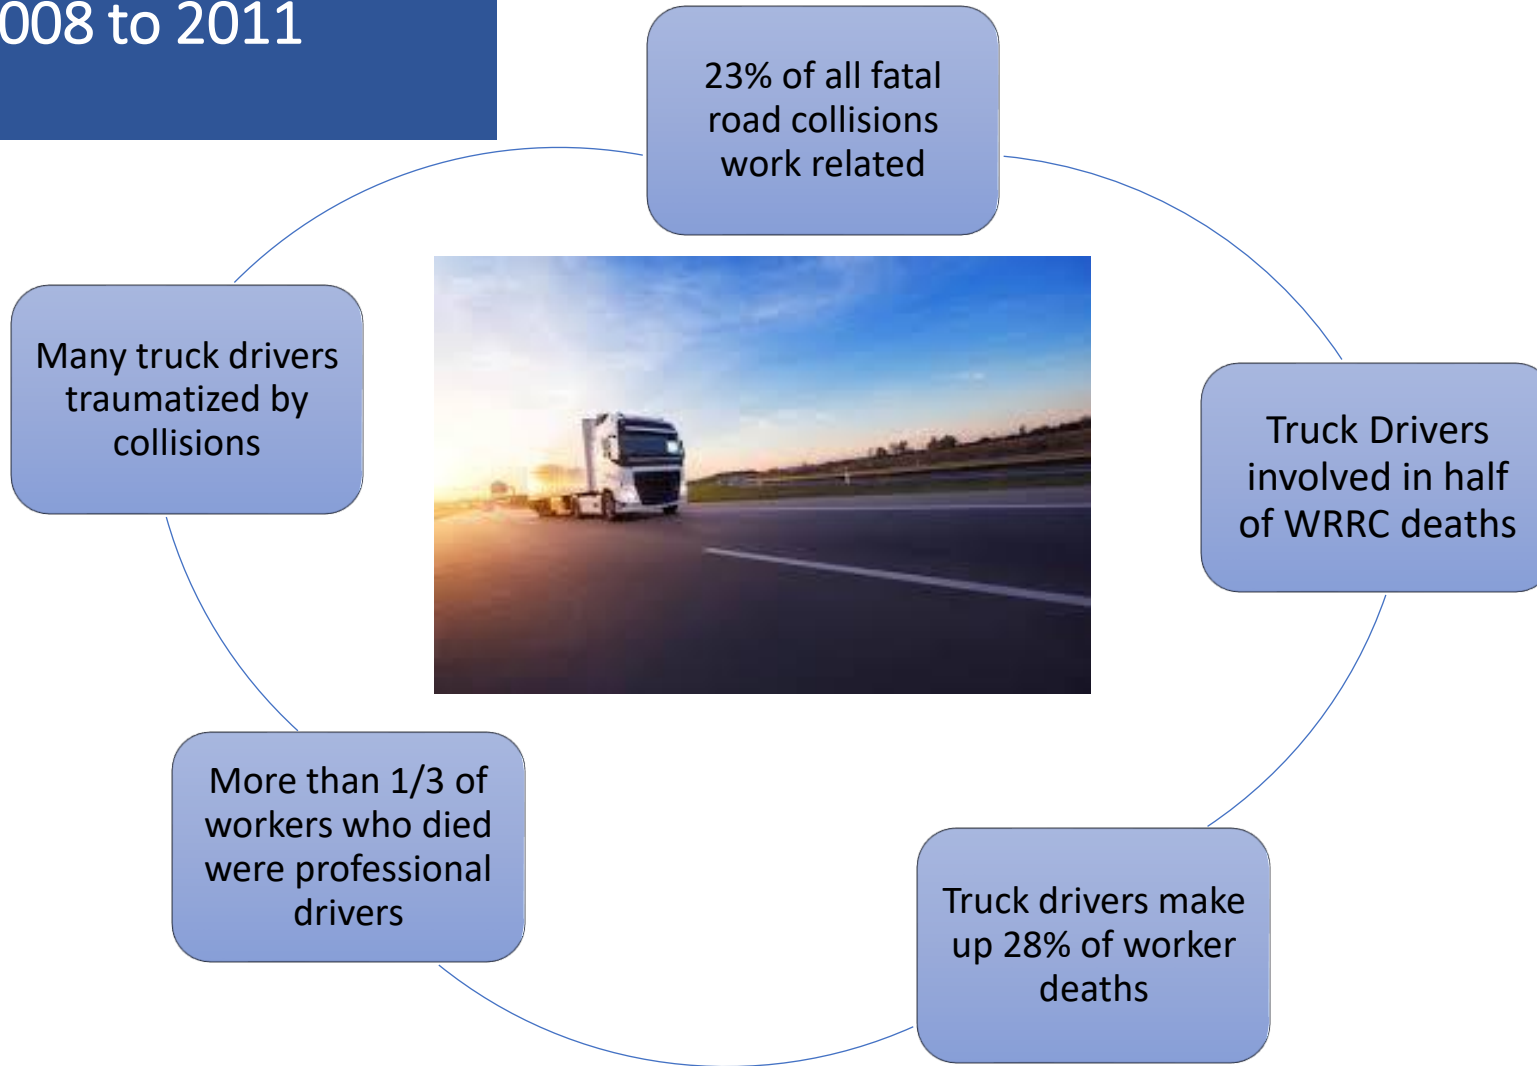 008 to 2011
23% of all fatal
road collisions
work related
Truck Drivers
involved in half
of WRRC deaths
Truck drivers make
up 28% of worker
deaths
More than 1/3 of
workers who died
were professional
drivers
Many truck drivers
traumatized by
collisions